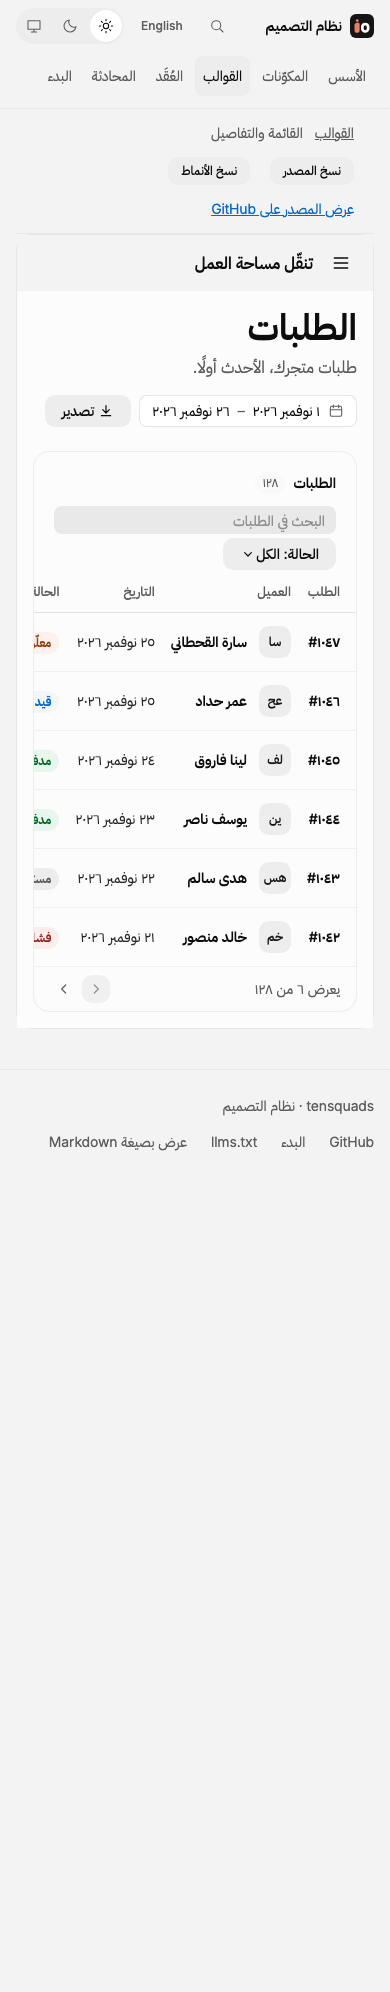 نظام التصميم
English
الأسس
المكوّنات
القوالب
العُقَد
المحادثة
البدء
القوالب القائمة والتفاصيل
نسخ المصدر
نسخ الأنماط
عرض المصدر على GitHub
تنقّل مساحة العمل
الطلبات
طلبات متجرك، الأحدث أولًا.
١ نوفمبر ٢٠٢٦ – ٢٦ نوفمبر ٢٠٢٦
تصدير
الطلبات ١٢٨
البحث في الطلبات
الحالة: الكل
الطلب العميل التاريخ الحالة
#١٠٤٧ سا سارة القحطاني ٢٥ نوفمبر ٢٠٢٦
#١٠٤٦ عح عمر حداد ٢٥ نوفمبر ٢٠٢٦ قيد
#١٠٤٥ لف لينا فاروق ٢٤ نوفمبر ٢٠٢٦
#١٠٤٤ ين يوسف ناصر ٢٣ نوفمبر ٢٠٢٦
#١٠٤٣ هس هدى سالم ٢٢ نوفمبر ٢٠٢٦
#١٠٤٢ خم خالد منصور ٢١ نوفمبر ٢٠٢٦
يعرض ٦ من ١٢٨
tensquads · نظام التصميم
GitHub
البدء
llms.txt
عرض بصيغة Markdown